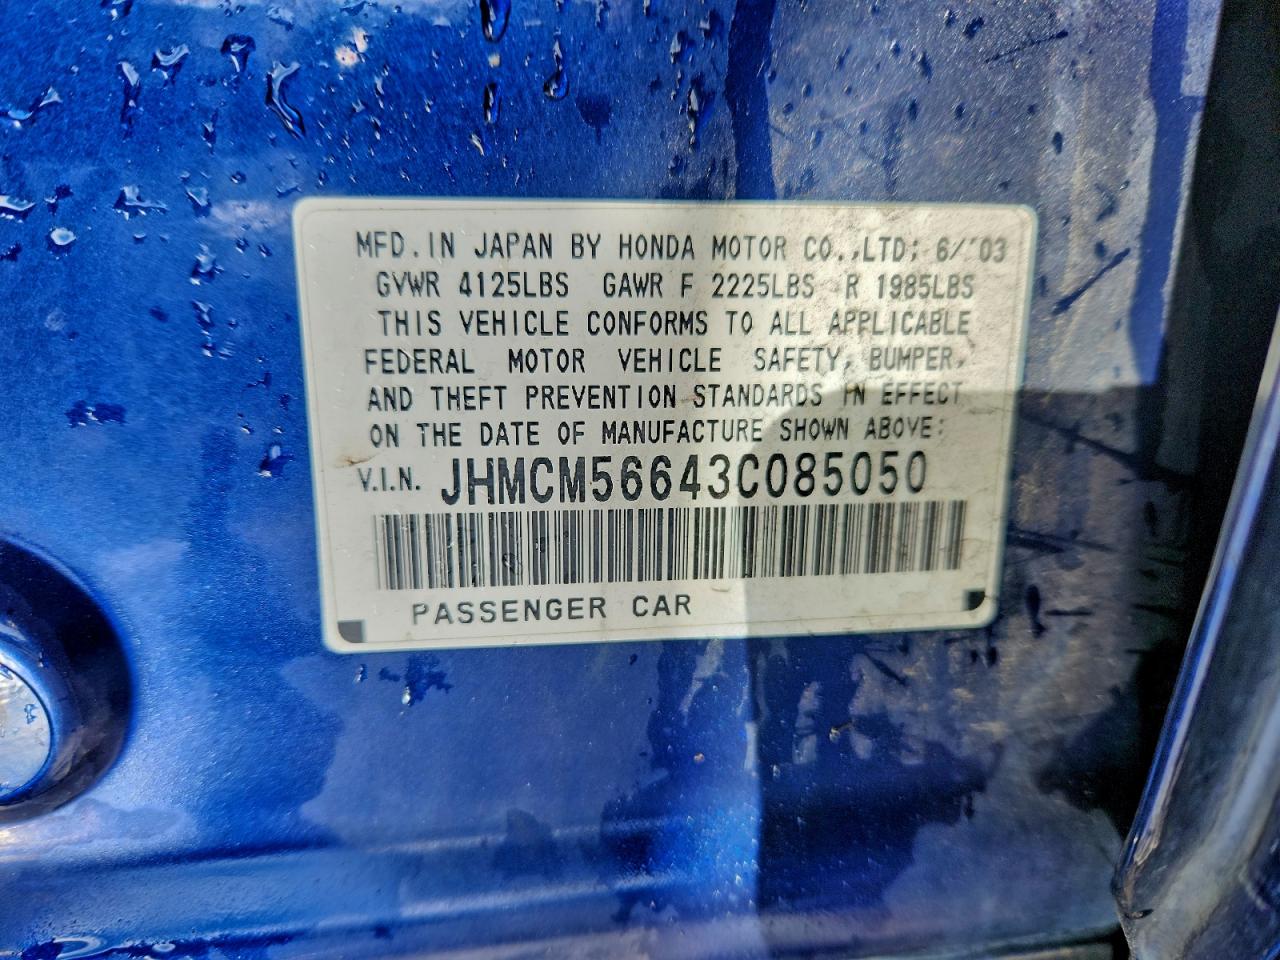 MFD. IN JAPAN BY HONDA MOTOR CO., LTD; 6/'03
GVWR 4125LBS GAWR F 2225LBS R 1985LBS
THIS VEHICLE CONFORMS TO ALL APPLICABLE
FEDERAL MOTOR VEHICLE SAFETY, BUMPER,
AND THEFT PREVENTION STANDARDS IN EFFECT
ON THE DATE OF MANUFACTURE SHOWN ABOVE:
V.I.N. JHMCM56643C085050
PASSENGER CAR